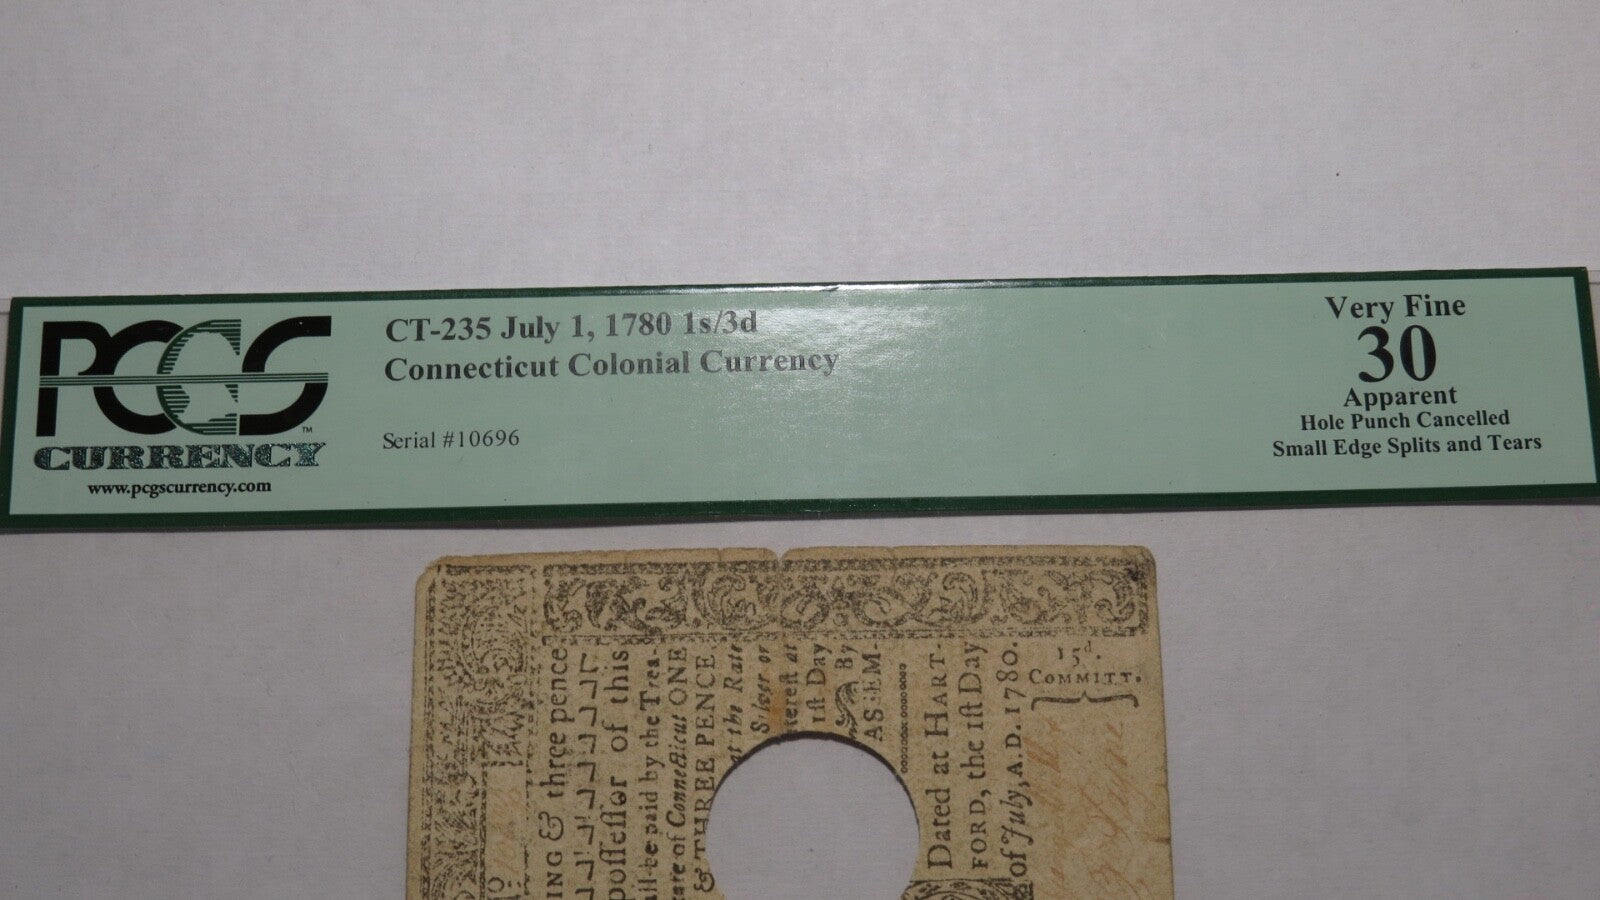 PCGS
CURRENCY
www.pcgscurrency.com
CT-235 July 1, 1780 1s/3d
Connecticut Colonial Currency
Serial #10696
Very Fine
30
Apparent
Hole Punch Cancelled
Small Edge Splits and Tears
ING & three pence
poſſeſſor of this
be paid by the Trea-
of Connecticut ONE
& THREE PENCE
at the Rate
Silver or
at
1ſt Day
By
ASSEM-
Dated at HART-
FORD, the 1ſt Day
of July, A.D. 1780.
15d.
COMMITT.